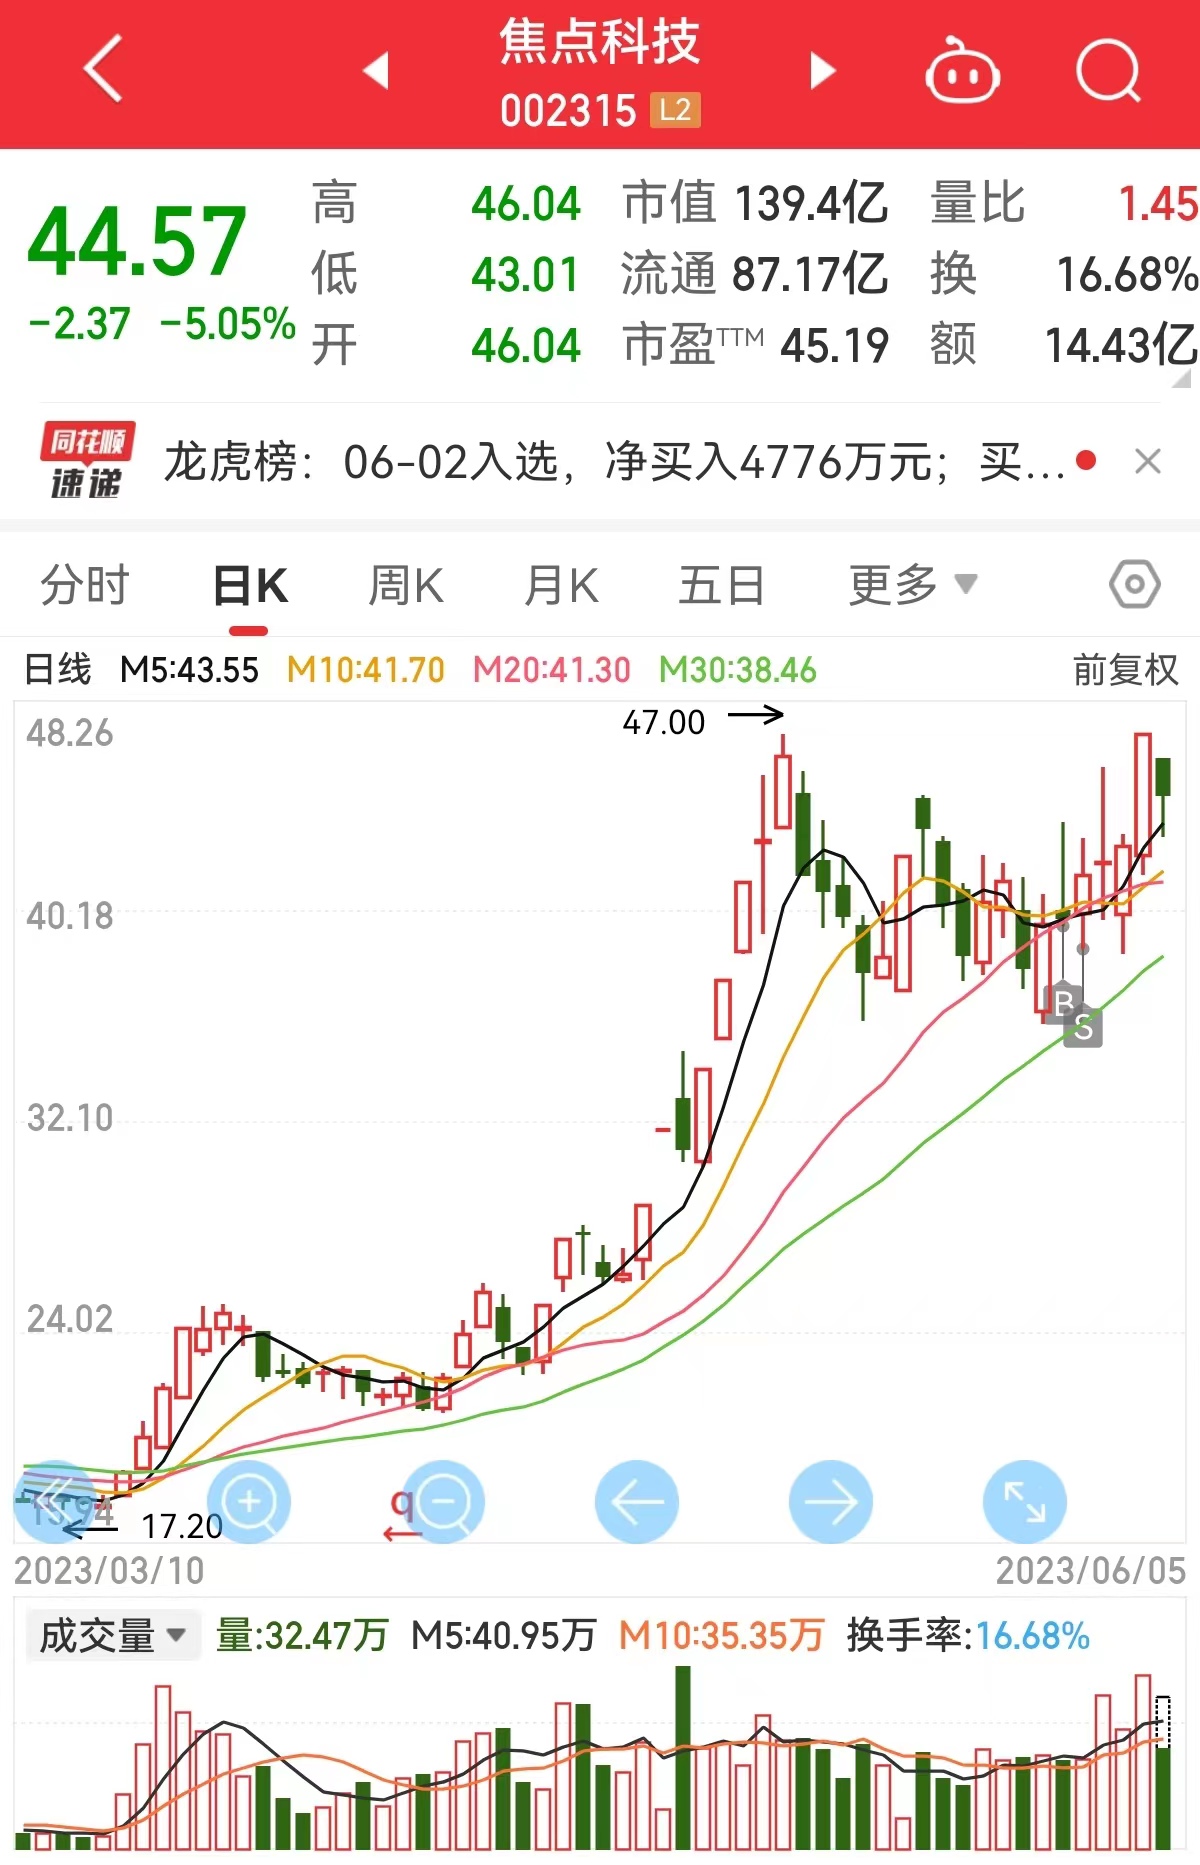 焦点科技
002315 L2
44.57
-2.37 -5.05%
高 46.04 市值 139.4亿 量比 1.45
低 43.01 流通 87.17亿 换 16.68%
开 46.04 市盈TTM 45.19 额 14.43亿
同花顺
速递
龙虎榜：06-02入选，净买入4776万元；买...
分时 日K 周K 月K 五日 更多
日线 M5:43.55 M10:41.70 M20:41.30 M30:38.46 前复权
48.26
47.00
40.18
B
S
32.10
24.02
q
17.20
2023/03/10 2023/06/05
成交量 量:32.47万 M5:40.95万 M10:35.35万 换手率:16.68%